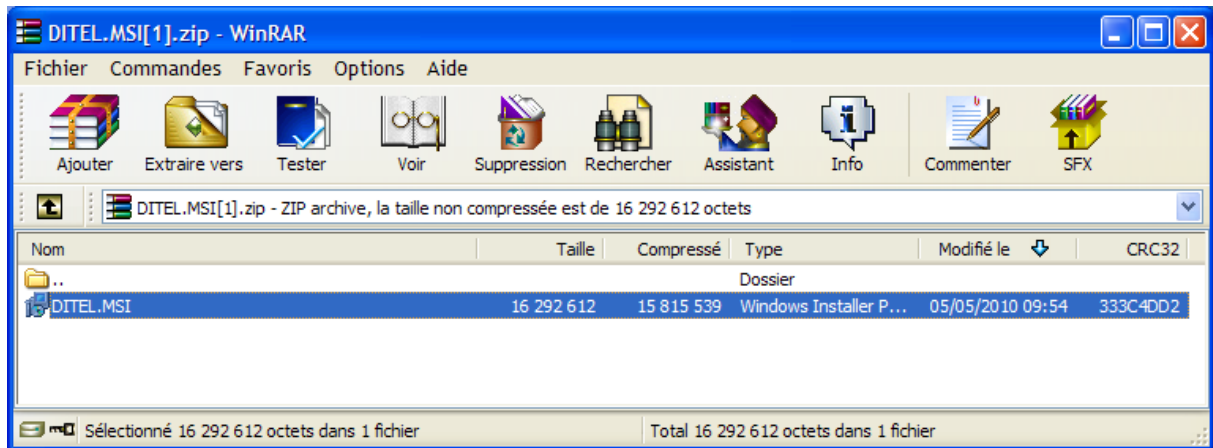 DITEL.MSI[1].zip - WinRAR
Fichier Commandes Favoris Options Aide
Ajouter Extraire vers Tester Voir Suppression Rechercher Assistant Info Commenter SFX
DITEL.MSI[1].zip - ZIP archive, la taille non compressée est de 16 292 612 octets
Nom Taille Compressé Type Modifié le CRC32
.. Dossier
DITEL.MSI 16 292 612 15 815 539 Windows Installer P... 05/05/2010 09:54 333C4DD2
Sélectionné 16 292 612 octets dans 1 fichier Total 16 292 612 octets dans 1 fichier